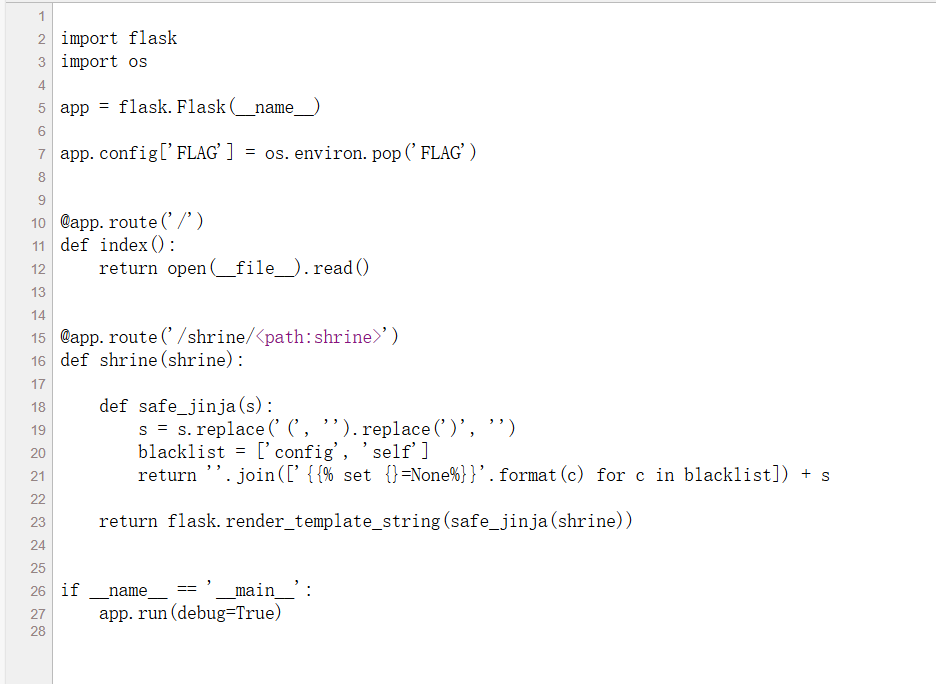 1
2 import flask
3 import os
4
5 app = flask.Flask(__name__)
6
7 app.config['FLAG'] = os.environ.pop('FLAG')
8
9
10 @app.route('/')
11 def index():
12     return open(__file__).read()
13
14
15 @app.route('/shrine/<path:shrine>')
16 def shrine(shrine):
17
18     def safe_jinja(s):
19         s = s.replace('(', '').replace(')', '')
20         blacklist = ['config', 'self']
21         return ''.join(['{{% set {}=None%}}'.format(c) for c in blacklist]) + s
22
23     return flask.render_template_string(safe_jinja(shrine))
24
25
26 if __name__ == '__main__':
27     app.run(debug=True)
28